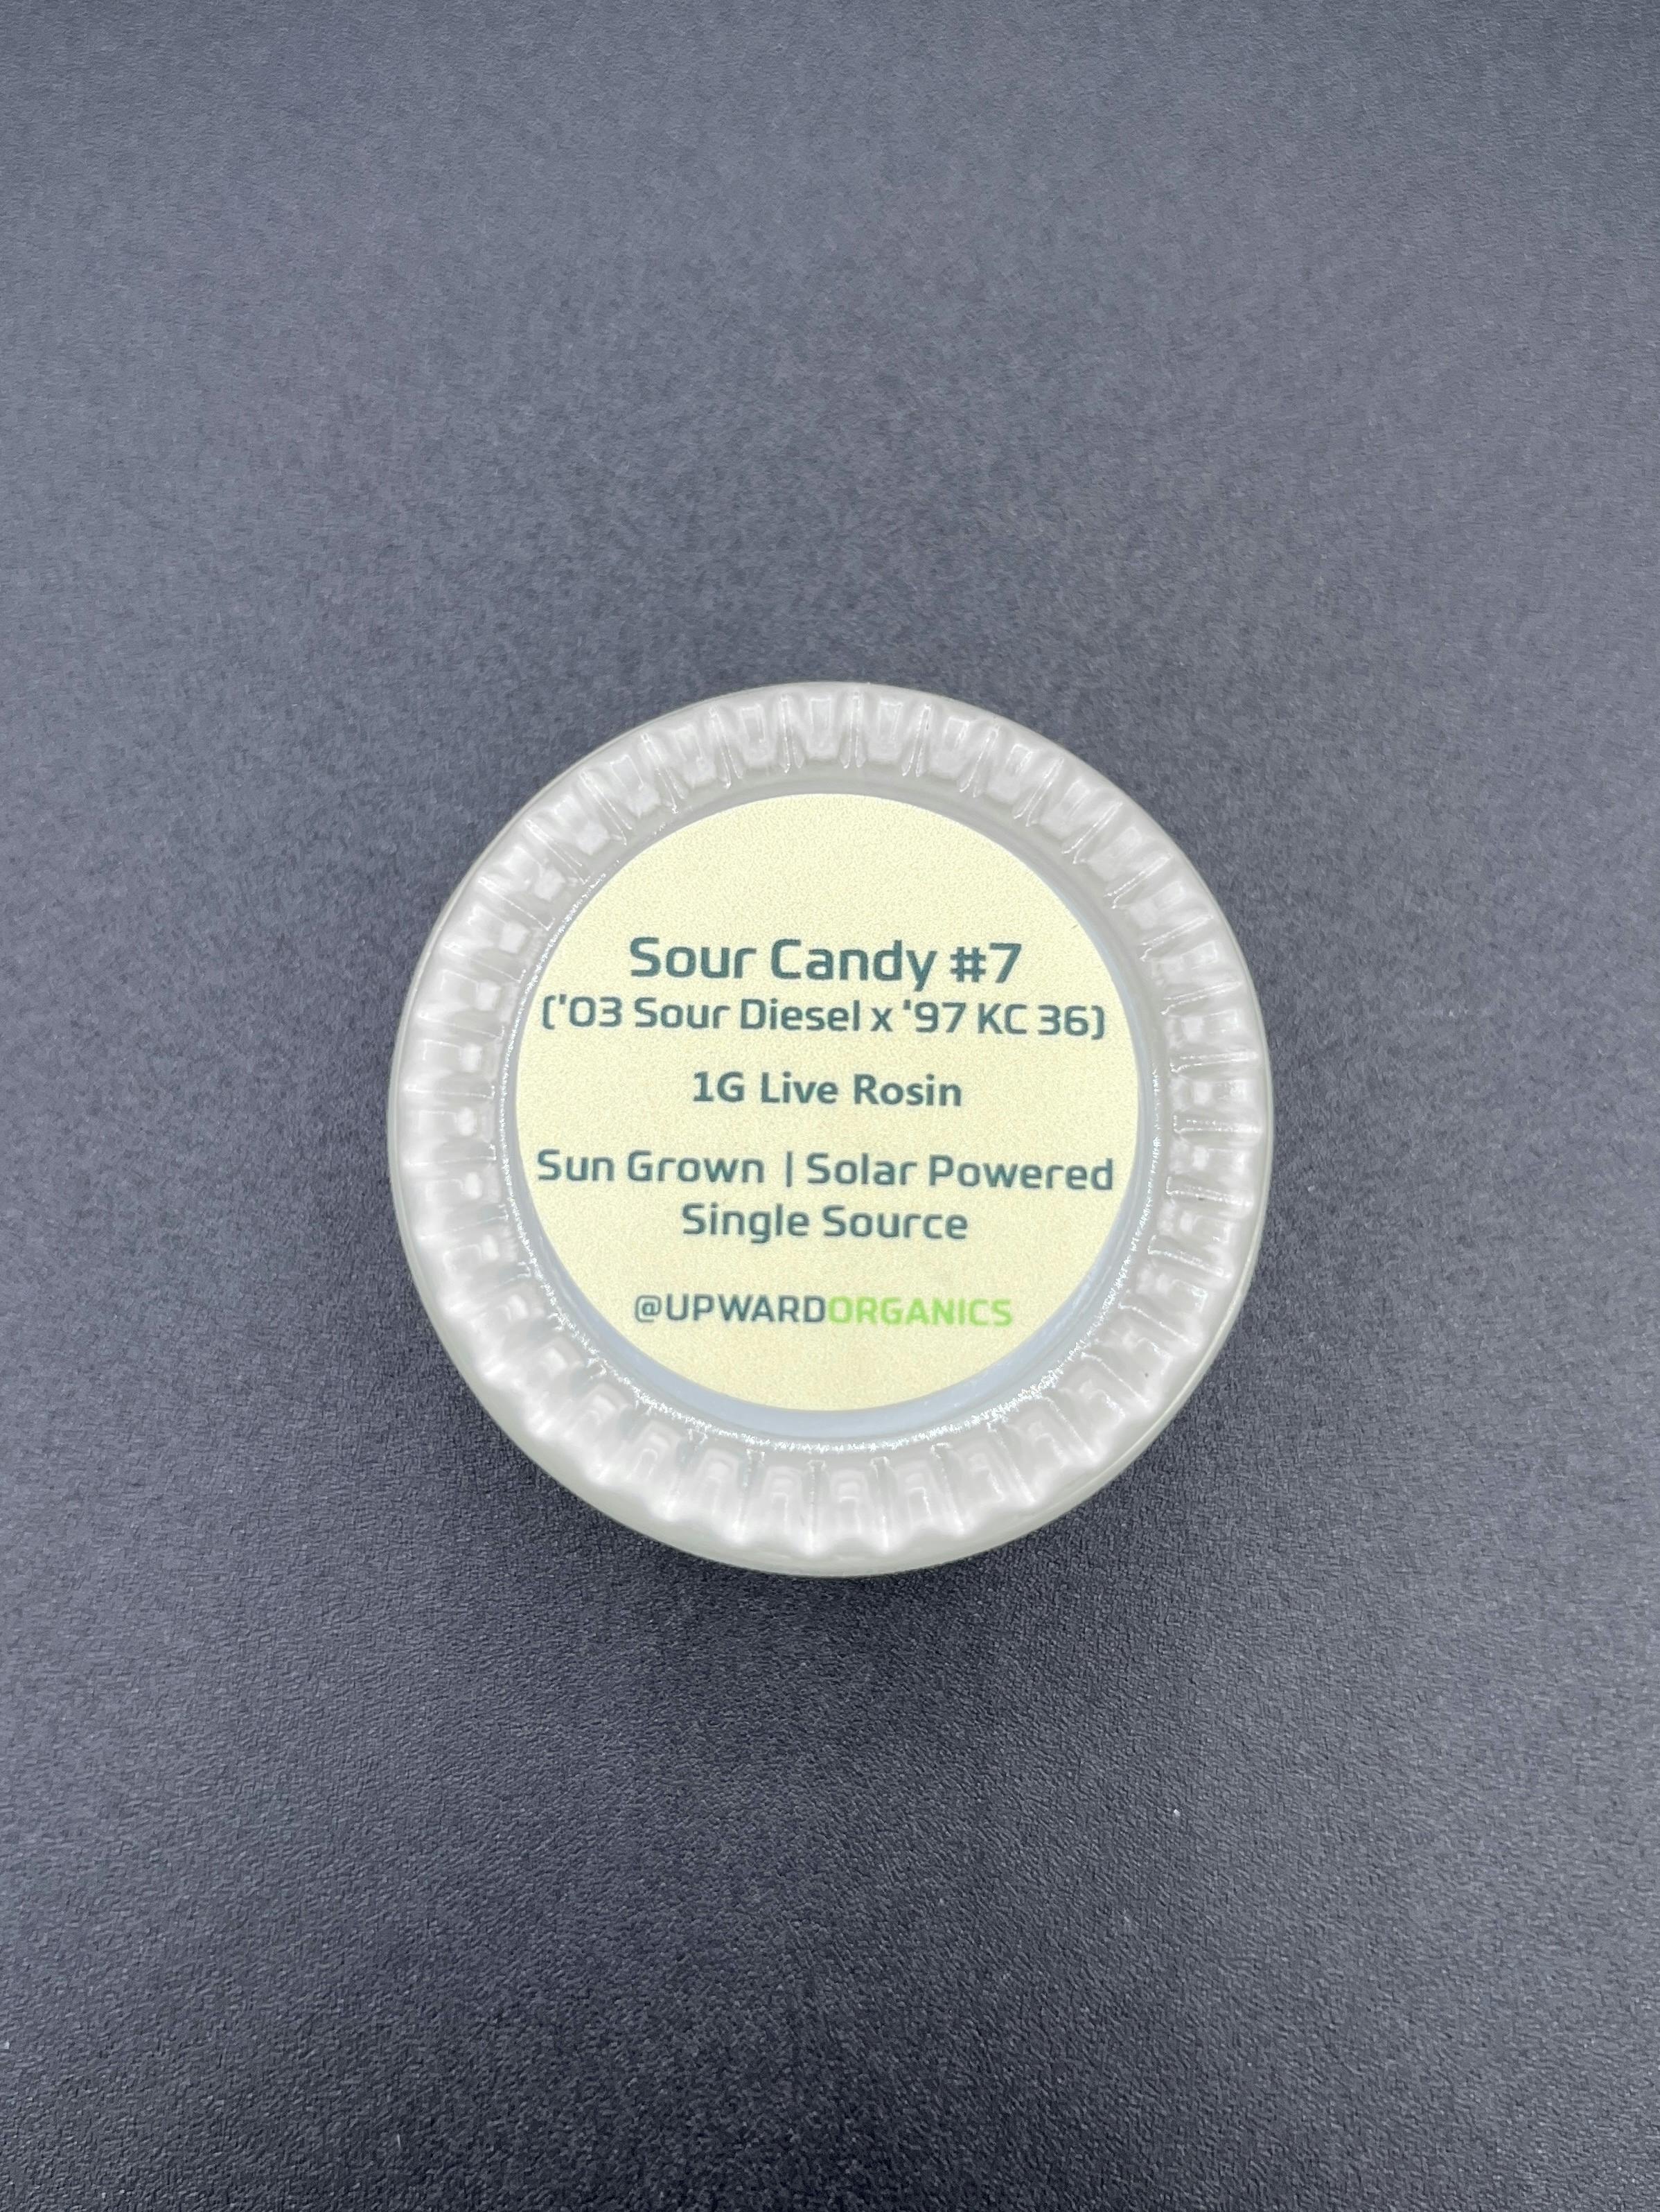 Sour Candy #7
('03 Sour Diesel x '97 KC 36)
1G Live Rosin
Sun Grown | Solar Powered
Single Source
@UPWARDORGANICS